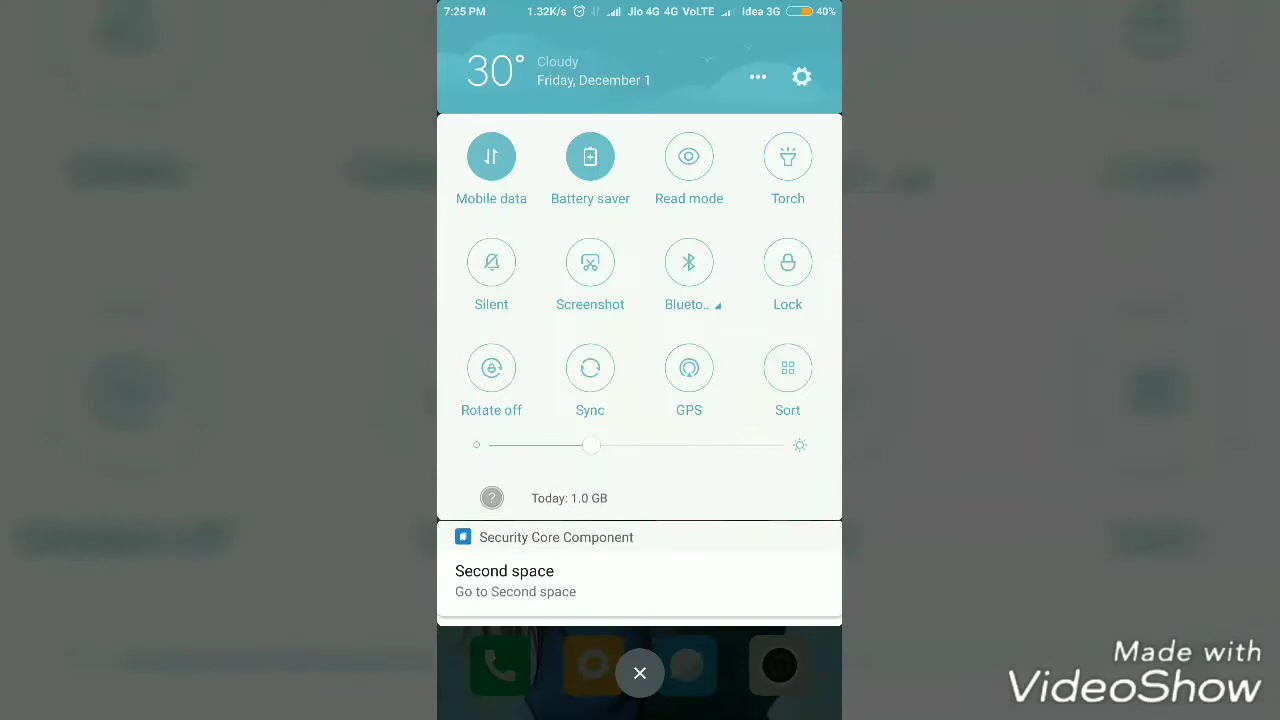 7:25 PM 1.32K/s Jio 4G 4G VoLTE Idea 3G 40%
30° Cloudy
Friday, December 1
Mobile data Battery saver Read mode Torch
Silent Screenshot Blueto.. Lock
Rotate off Sync GPS Sort
? Today: 1.0 GB
Security Core Component
Second space
Go to Second space
Made with
VideoShow